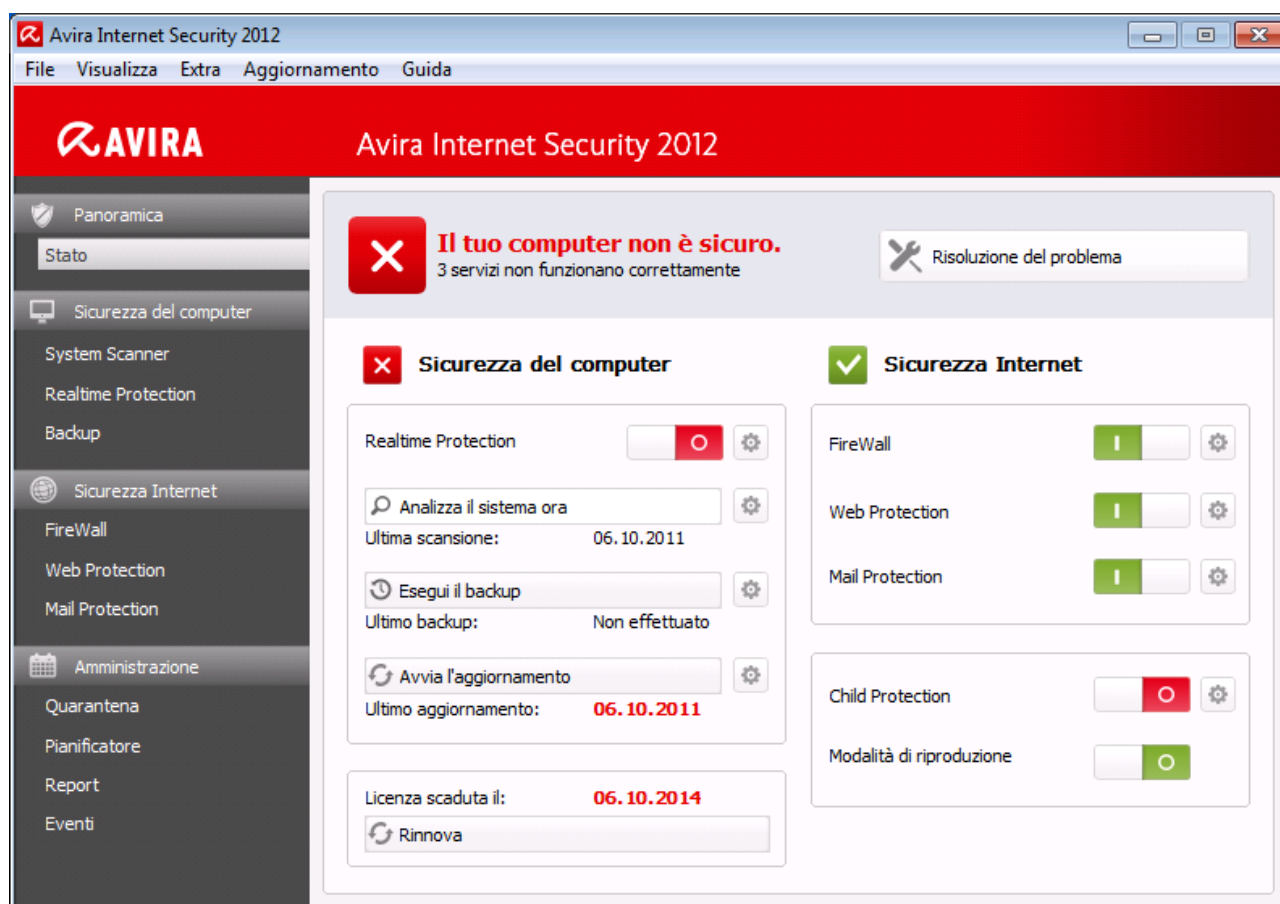 Avira Internet Security 2012
File Visualizza Extra Aggiornamento Guida
AVIRA
Avira Internet Security 2012
Panoramica
Stato
Sicurezza del computer
System Scanner
Realtime Protection
Backup
Sicurezza Internet
FireWall
Web Protection
Mail Protection
Amministrazione
Quarantena
Pianificatore
Report
Eventi
Il tuo computer non è sicuro.
3 servizi non funzionano correttamente
Risoluzione del problema
Sicurezza del computer
Realtime Protection
Analizza il sistema ora
Ultima scansione: 06.10.2011
Esegui il backup
Ultimo backup: Non effettuato
Avvia l'aggiornamento
Ultimo aggiornamento: 06.10.2011
Licenza scaduta il: 06.10.2014
Rinnova
Sicurezza Internet
FireWall
Web Protection
Mail Protection
Child Protection
Modalità di riproduzione